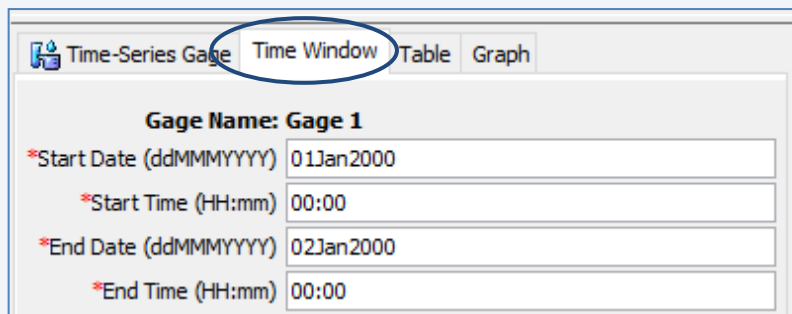 Time-Series Gage Time Window Table Graph
Gage Name: Gage 1
*Start Date (ddMMMYYYY) 01Jan2000
*Start Time (HH:mm) 00:00
*End Date (ddMMMYYYY) 02Jan2000
*End Time (HH:mm) 00:00